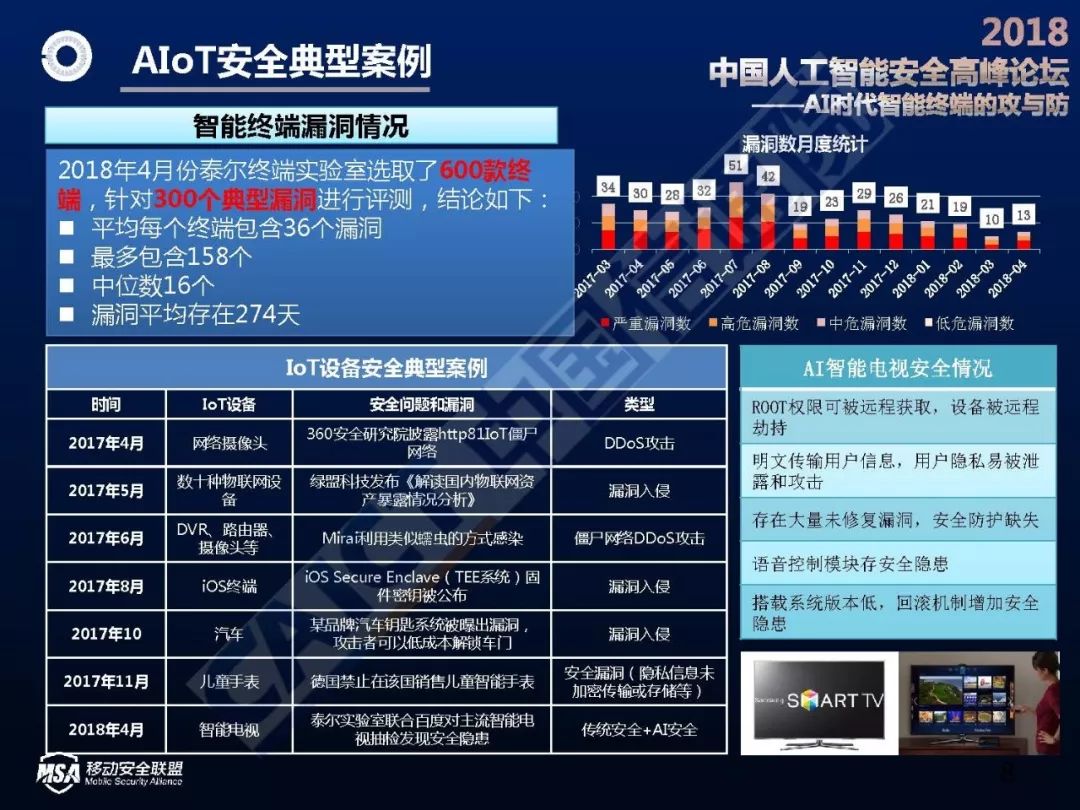 AIoT安全典型案例
2018
中国人工智能安全高峰论坛
——AI时代智能终端的攻与防
智能终端漏洞情况
2018年4月份泰尔终端实验室选取了600款终
端，针对300个典型漏洞进行评测，结论如下：
■ 平均每个终端包含36个漏洞
■ 最多包含158个
■ 中位数16个
■ 漏洞平均存在274天
漏洞数月度统计
34 30 28 32 51 42 19 23 29 26 21 19 10 13
2017-03 2017-04 2017-05 2017-06 2017-07 2017-08 2017-09 2017-10 2017-11 2017-12 2018-01 2018-02 2018-03 2018-04
严重漏洞数 高危漏洞数 中危漏洞数 低危漏洞数
IoT设备安全典型案例
时间 IoT设备 安全问题和漏洞 类型
2017年4月 网络摄像头 360安全研究院披露http81IoT僵尸
网络 DDoS攻击
2017年5月 数十种物联网设
备 绿盟科技发布《解读国内物联网资
产暴露情况分析》 漏洞入侵
2017年6月 DVR、路由器、
摄像头等 Mirai利用类似蠕虫的方式感染 僵尸网络DDoS攻击
2017年8月 iOS终端 iOS Secure Enclave（TEE系统）固
件密钥被公布 漏洞入侵
2017年10 汽车 某品牌汽车钥匙系统被曝出漏洞，
攻击者可以低成本解锁车门 漏洞入侵
2017年11月 儿童手表 德国禁止在该国销售儿童智能手表 安全漏洞（隐私信息未
加密传输或存储等）
2018年4月 智能电视 泰尔实验室联合百度对主流智能电
视抽检发现安全隐患 传统安全+AI安全
AI智能电视安全情况
ROOT权限可被远程获取，设备被远程
劫持
明文传输用户信息，用户隐私易被泄
露和攻击
存在大量未修复漏洞，安全防护缺失
语音控制模块存安全隐患
搭载系统版本低，回滚机制增加安全
隐患
Samsung SMART TV
MSA 移动安全联盟
Mobile Security Alliance
8